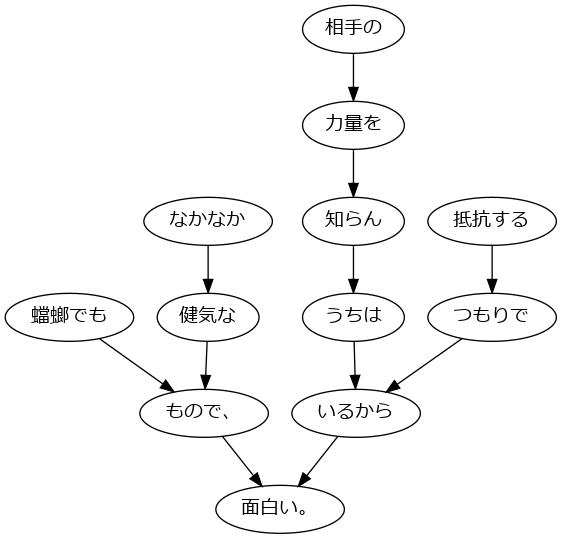 相手の
力量を
なかなか
知らん
抵抗する
蟷螂でも
健気な
うちは
つもりで
もので、
いるから
面白い。